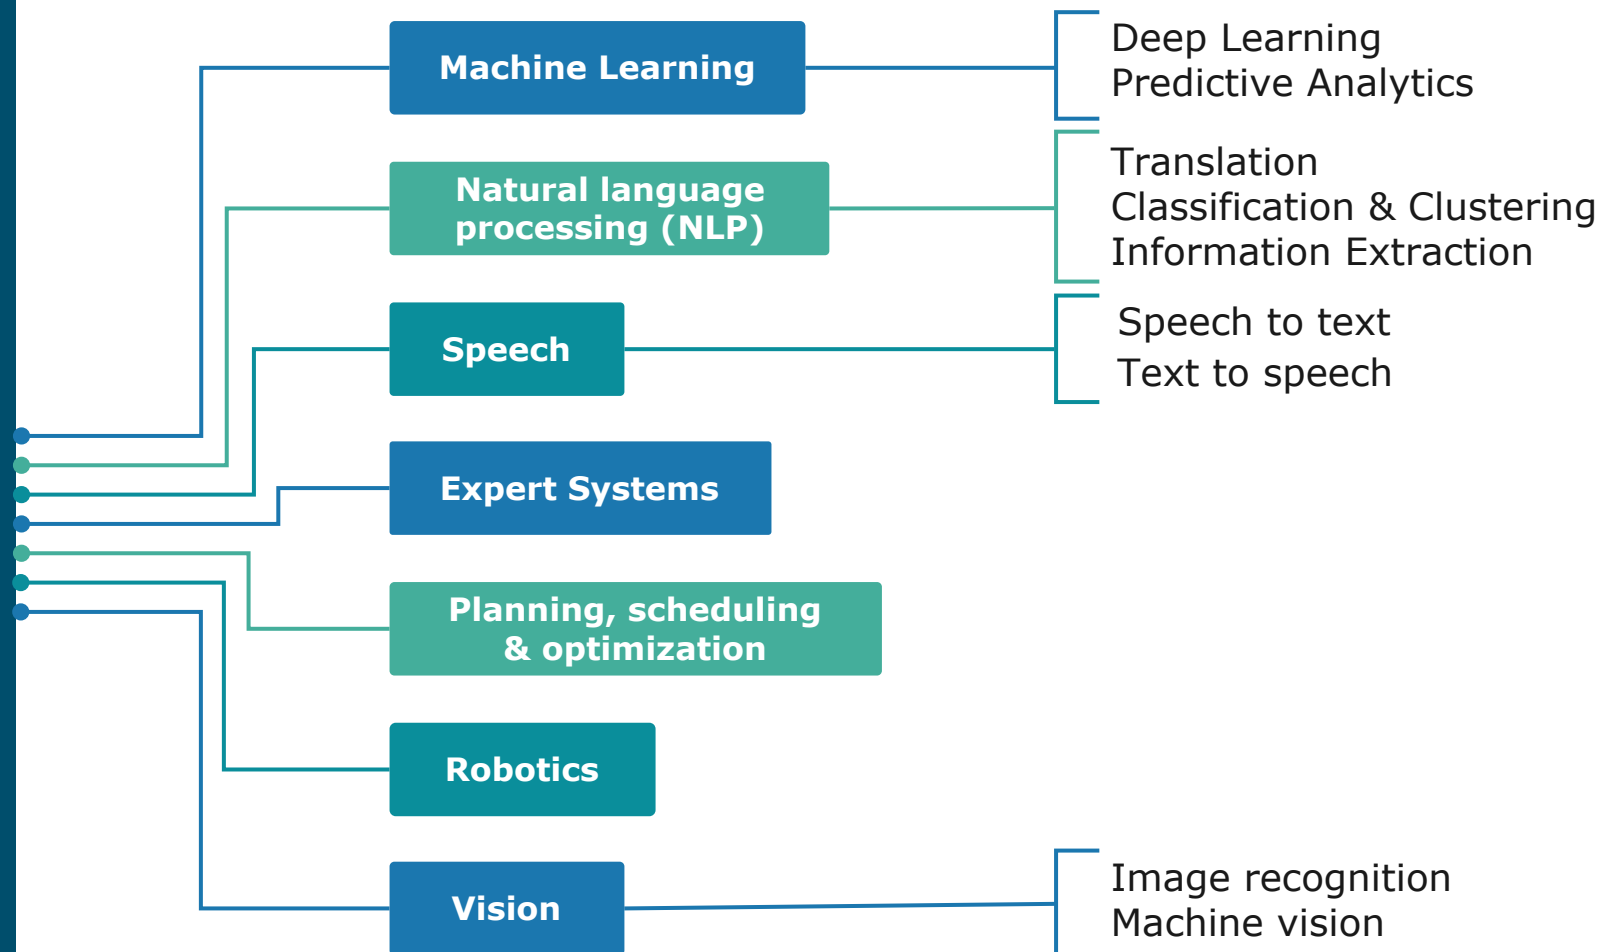 Machine Learning
Deep Learning
Predictive Analytics
Natural language
processing (NLP)
Translation
Classification & Clustering
Information Extraction
Speech
Speech to text
Text to speech
Expert Systems
Planning, scheduling
& optimization
Robotics
Vision
Image recognition
Machine vision